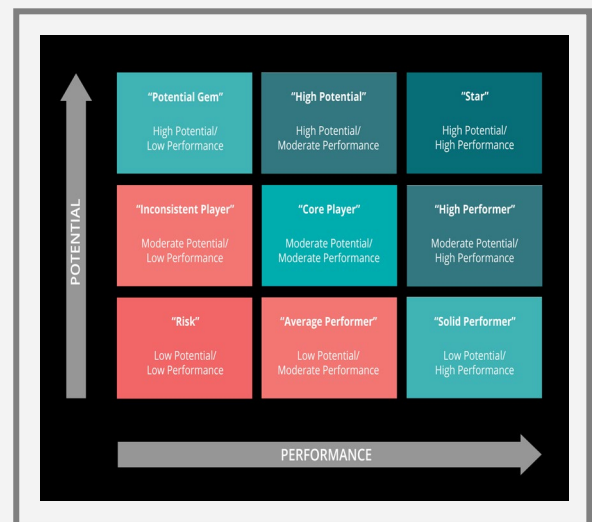 "Potential Gem"
High Potential/
Low Performance
"High Potential"
High Potential/
Moderate Performance
"Star"
High Potential/
High Performance
"Inconsistent Player"
Moderate Potential/
Low Performance
"Core Player"
Moderate Potential/
Moderate Performance
"High Performer"
Moderate Potential/
High Performance
"Risk"
Low Potential/
Low Performance
"Average Performer"
Low Potential/
Moderate Performance
"Solid Performer"
Low Potential/
High Performance
POTENTIAL
PERFORMANCE